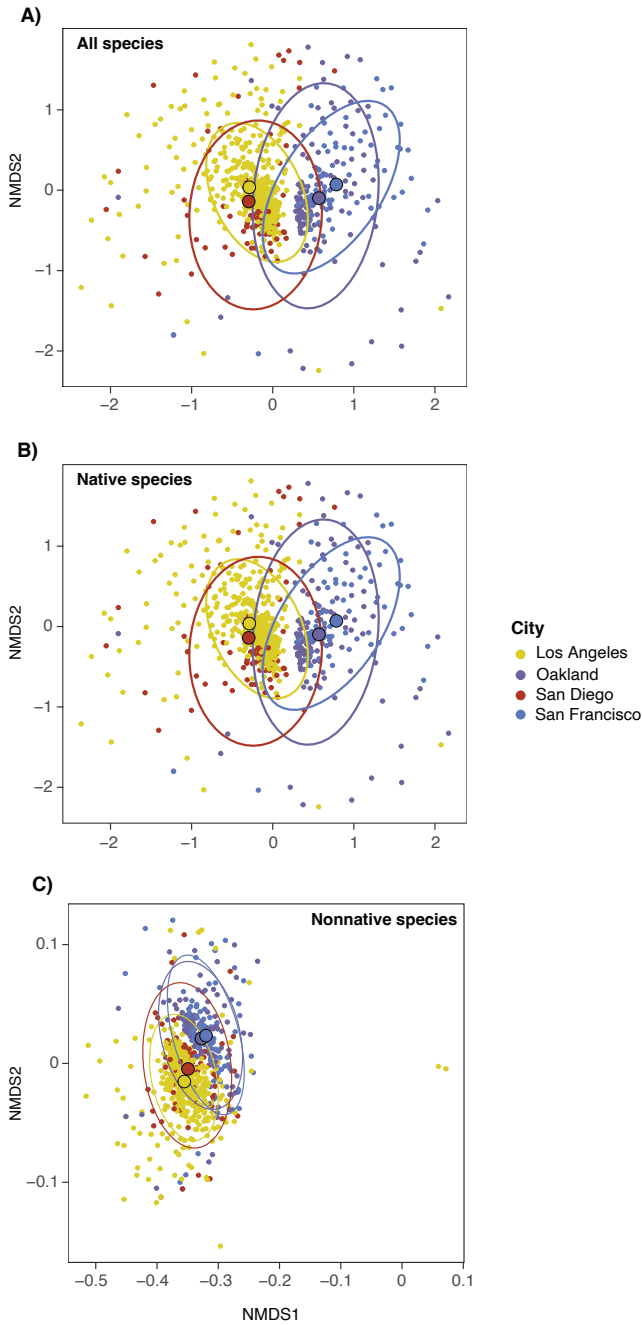 A)
All species
NMDS2
1
0
−1
−2
−2 −1 0 1 2
B)
Native species
NMDS2
1
0
−1
−2
−2 −1 0 1 2
City
Los Angeles
Oakland
San Diego
San Francisco
C)
Nonnative species
NMDS2
0.1
0
−0.1
−0.5 −0.4 −0.3 −0.2 −0.1 0 0.1
NMDS1